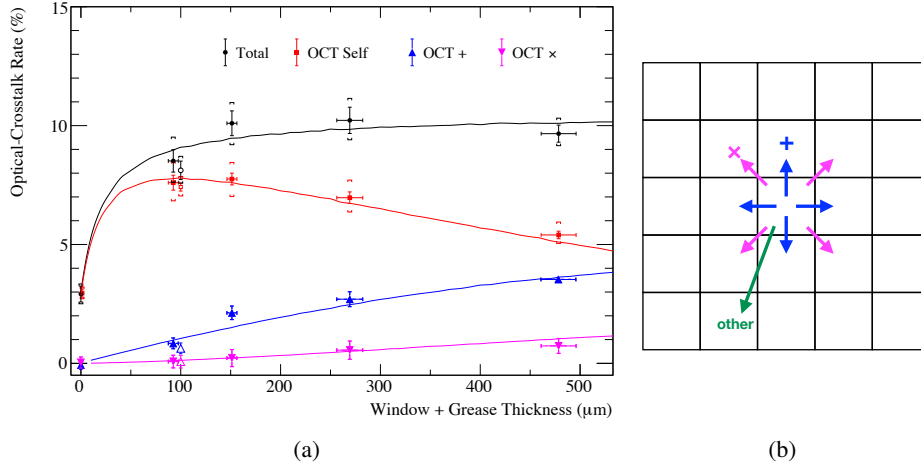 Optical-Crosstalk Rate (%)
15
10
5
0
Total
OCT Self
OCT +
OCT ×
0
100
200
300
400
500
Window + Grease Thickness (μm)
(a)
×
+
other
(b)